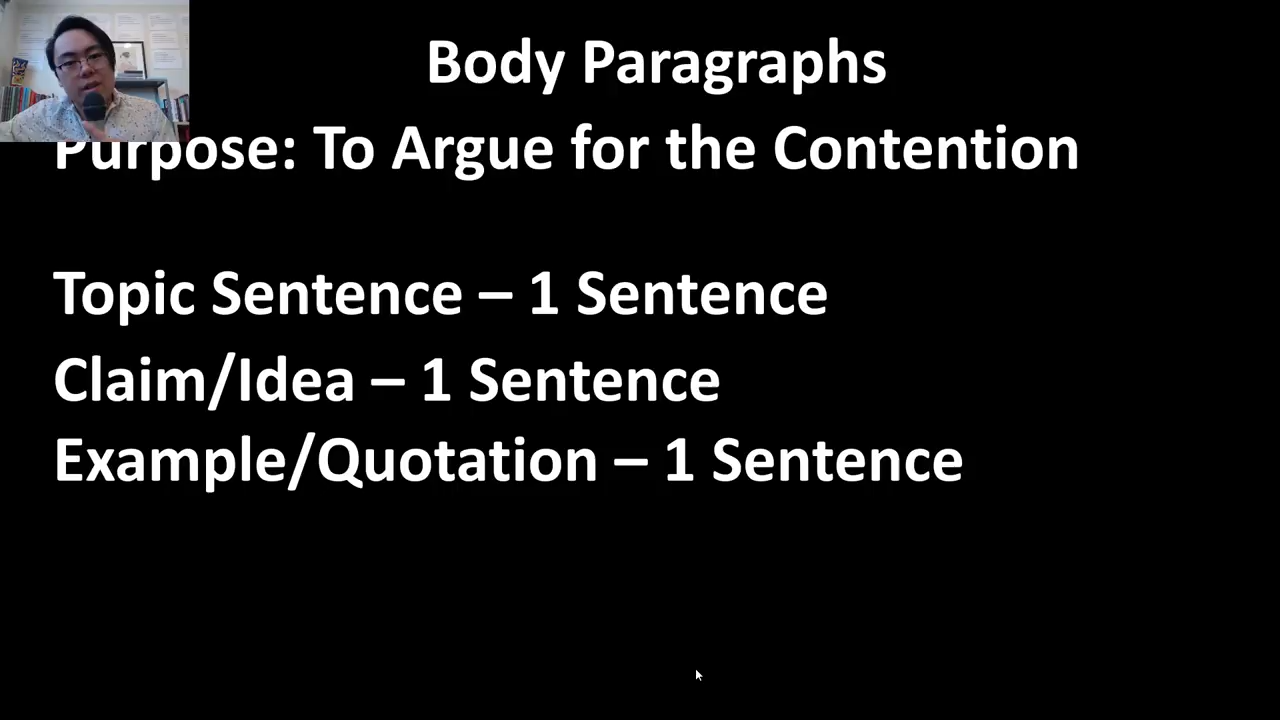 Body Paragraphs
Purpose: To Argue for the Contention
Topic Sentence – 1 Sentence
Claim/Idea – 1 Sentence
Example/Quotation – 1 Sentence